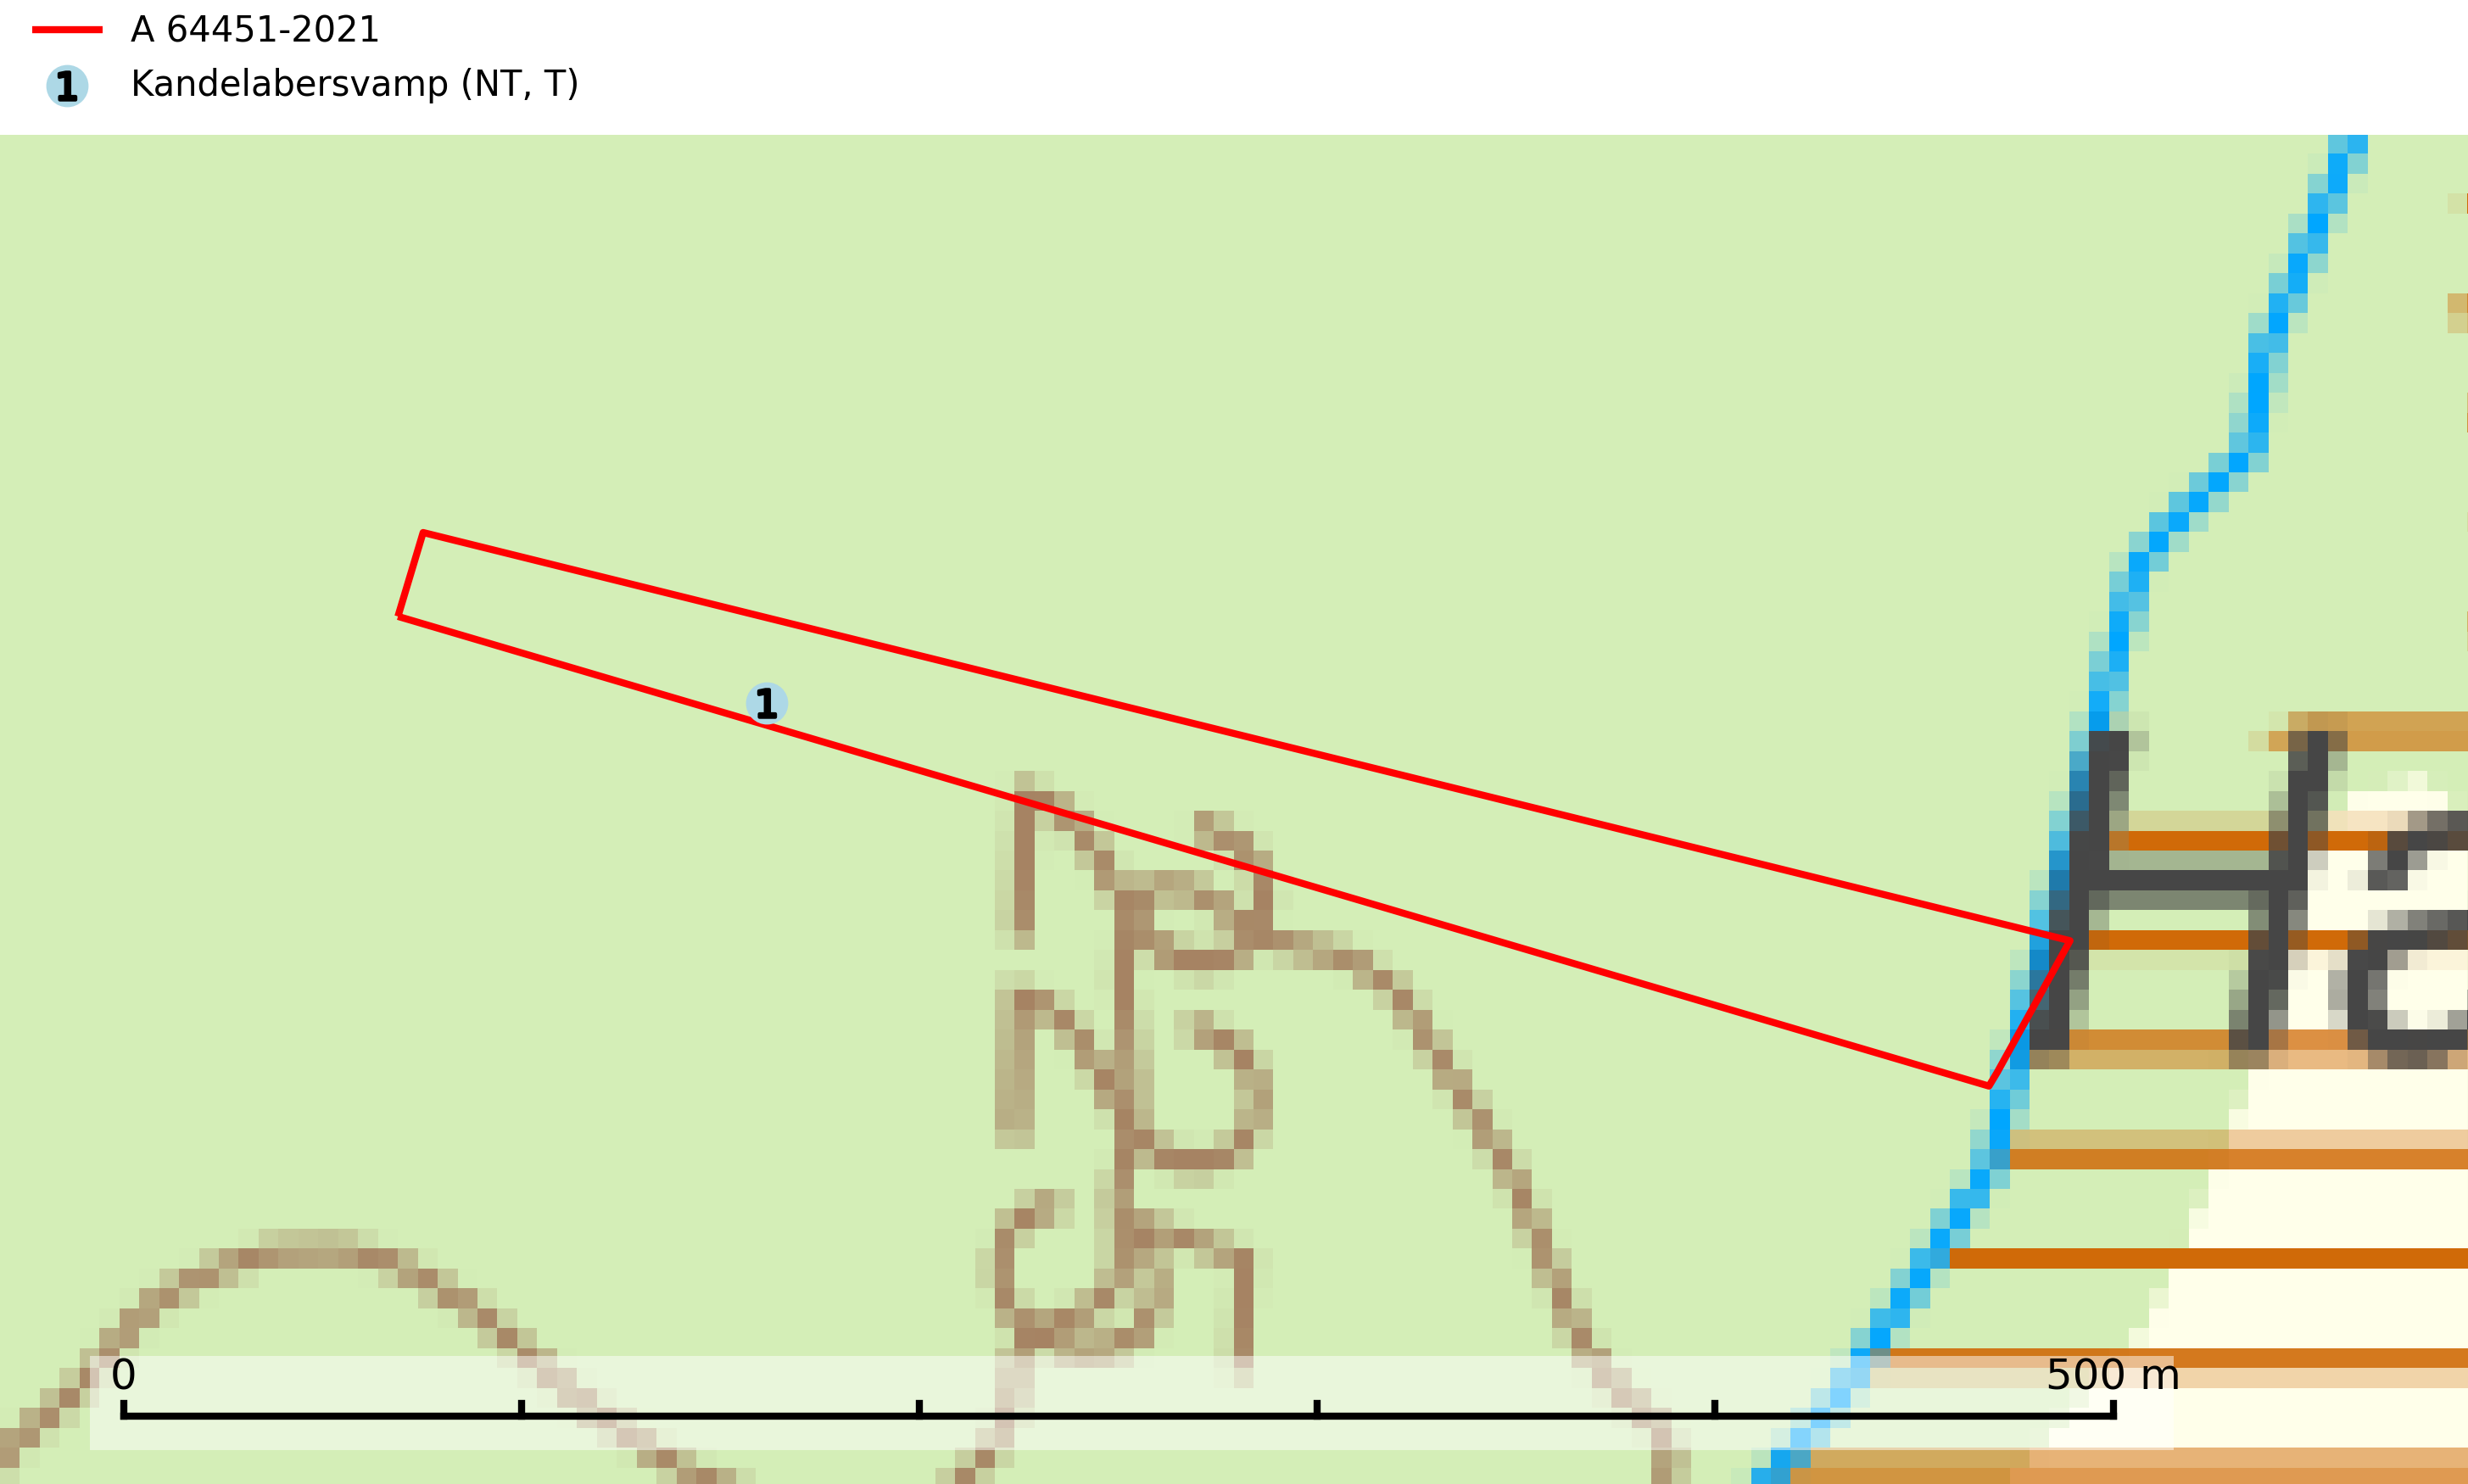 A 64451-2021
1 Kandelabersvamp (NT, T)
1
0 500 m